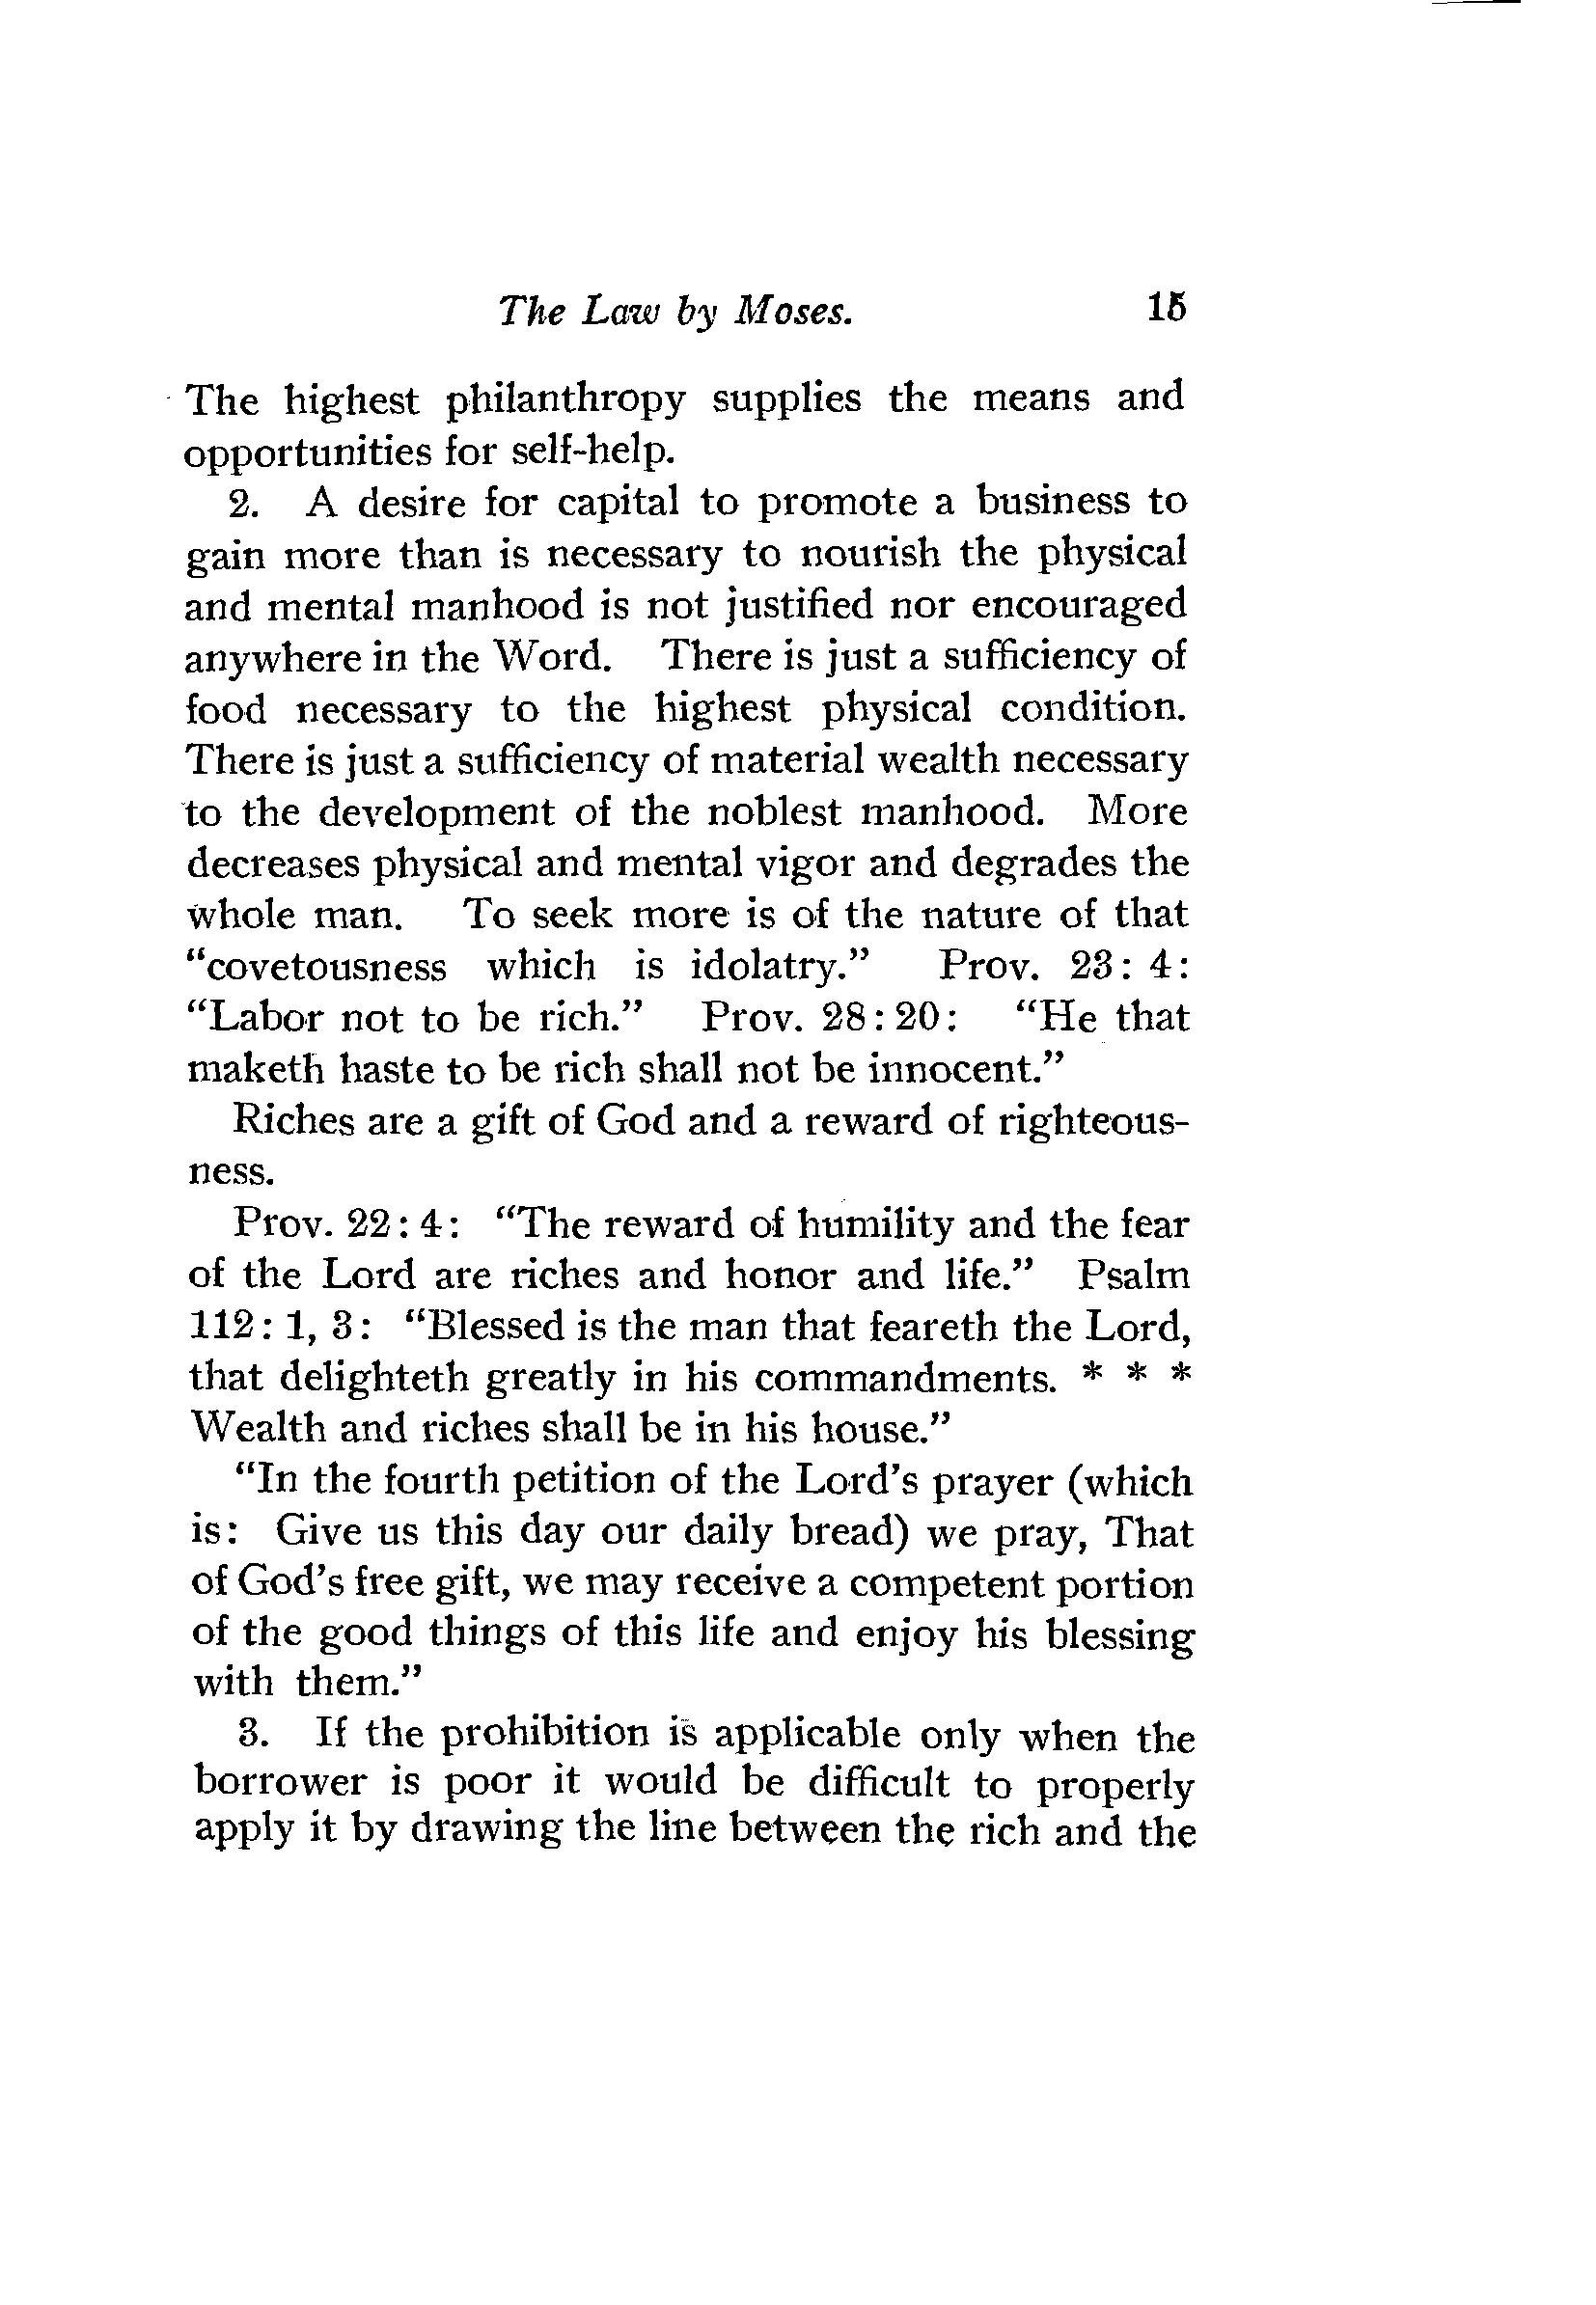 The Law by Moses. 15
The highest philanthropy supplies the means and
opportunities for self-help.
2. A desire for capital to promote a business to
gain more than is necessary to nourish the physical
and mental manhood is not justified nor encouraged
anywhere in the Word. There is just a sufficiency of
food necessary to the highest physical condition.
There is just a sufficiency of material wealth necessary
to the development of the noblest manhood. More
decreases physical and mental vigor and degrades the
whole man. To seek more is of the nature of that
“covetousness which is idolatry.” Prov. 23: 4:
“Labor not to be rich.” Prov. 28: 20: “He that
maketh haste to be rich shall not be innocent.”
Riches are a gift of God and a reward of righteous-
ness.
Prov. 22: 4: “The reward of humility and the fear
of the Lord are riches and honor and life.” Psalm
112: 1, 3: “Blessed is the man that feareth the Lord,
that delighteth greatly in his commandments. * * *
Wealth and riches shall be in his house.”
“In the fourth petition of the Lord’s prayer (which
is: Give us this day our daily bread) we pray, That
of God’s free gift, we may receive a competent portion
of the good things of this life and enjoy his blessing
with them.”
3. If the prohibition is applicable only when the
borrower is poor it would be difficult to properly
apply it by drawing the line between the rich and the